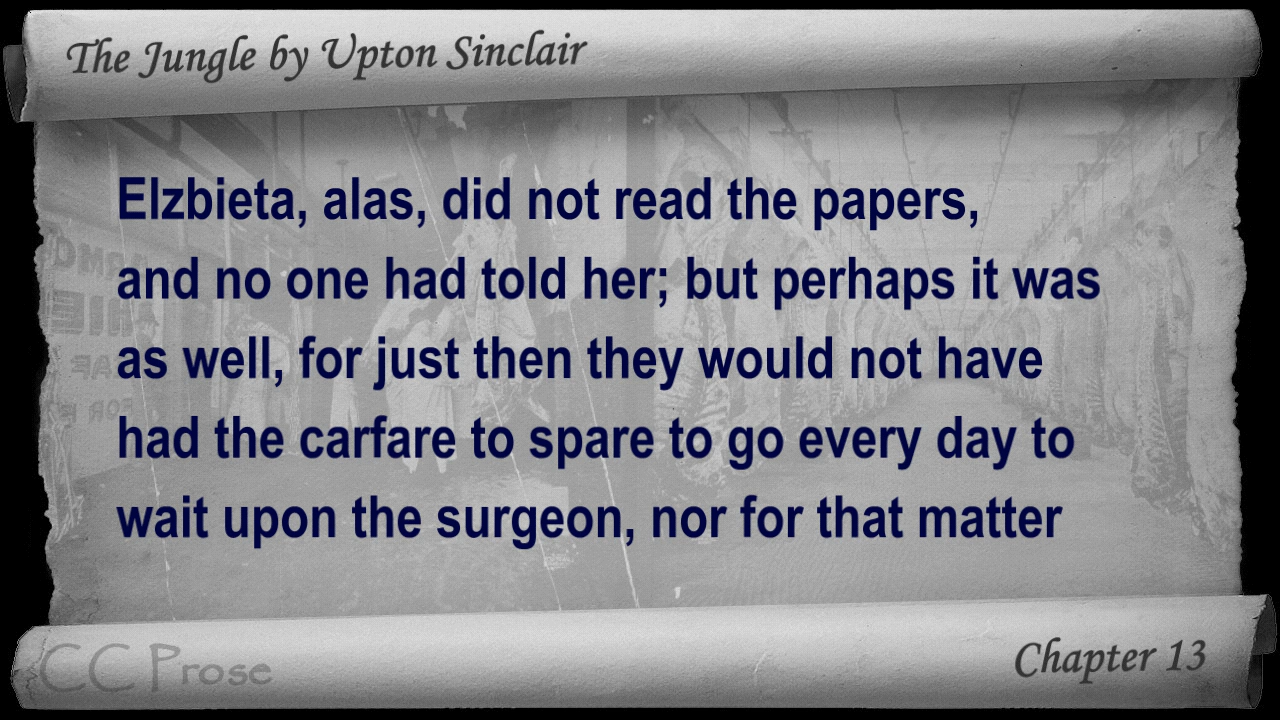 The Jungle by Upton Sinclair
Elzbieta, alas, did not read the papers,
and no one had told her; but perhaps it was
as well, for just then they would not have
had the carfare to spare to go every day to
wait upon the surgeon, nor for that matter
CC Prose
Chapter 13